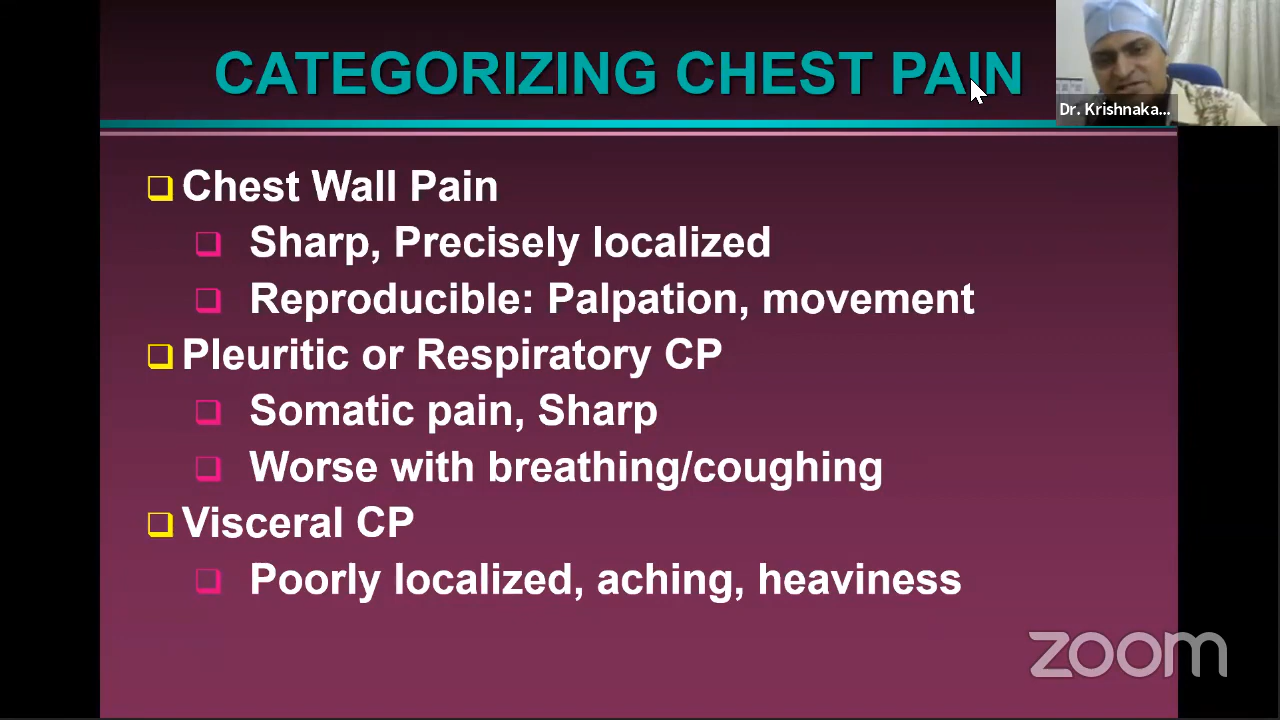 CATEGORIZING CHEST PAIN
Dr. Krishnaka...
Chest Wall Pain
Sharp, Precisely localized
Reproducible: Palpation, movement
Pleuritic or Respiratory CP
Somatic pain, Sharp
Worse with breathing/coughing
Visceral CP
Poorly localized, aching, heaviness
zoom